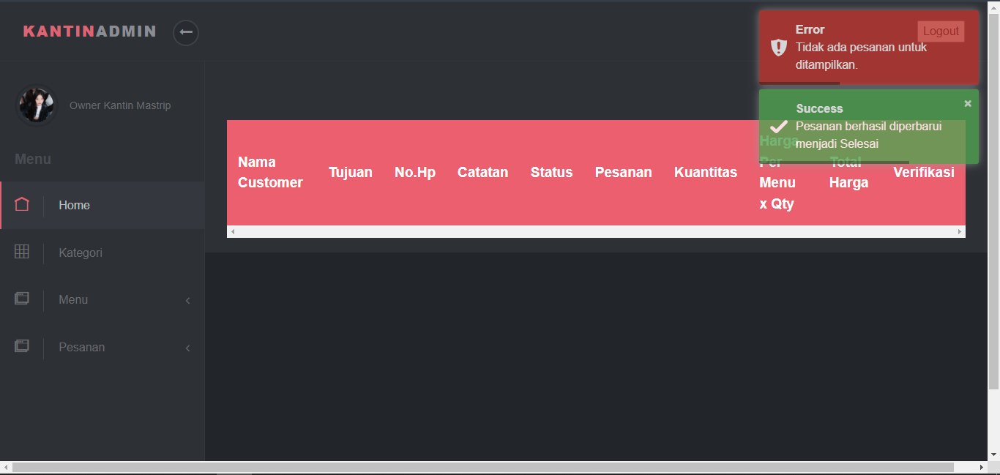 KANTINADMIN
Error
Logout
Tidak ada pesanan untuk
ditampilkan.
Success
×
Pesanan berhasil diperbarui
menjadi Selesai
Owner Kantin Mastrip
Menu
Home
Kategori
Menu
Pesanan
Nama
Customer
Tujuan
No.Hp
Catatan
Status
Pesanan
Kuantitas
Harga
Per
Menu
x Qty
Total
Harga
Verifikasi